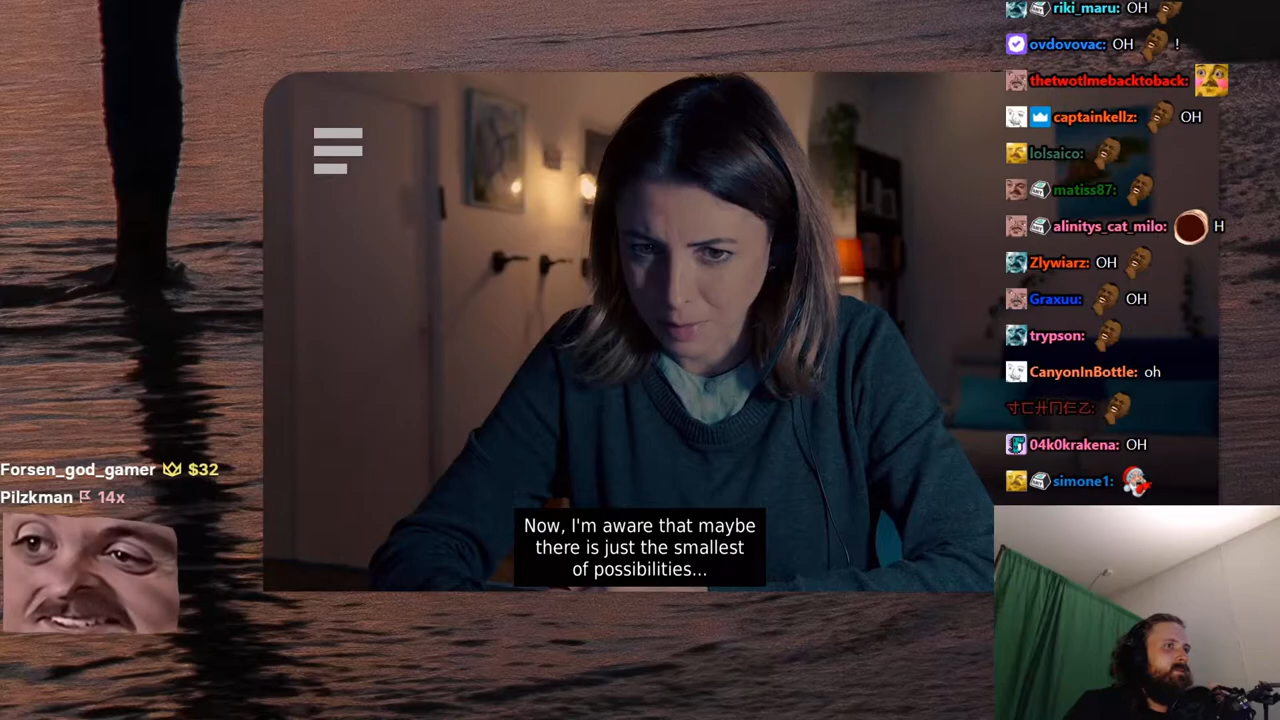 riki_maru: OH
ovdovovac: OH !
thetwot1mebacktoback:
captainkellz: OH
lolsaico:
matiss87:
alinitys_cat_milo: H
Zlywiarz: OH
Graxuu: OH
trypson:
CanyonInBottle: oh
04k0krakena: OH
simone1:
Forsen_god_gamer $32
Pilzkman 14x
Now, I'm aware that maybe
there is just the smallest
of possibilities...